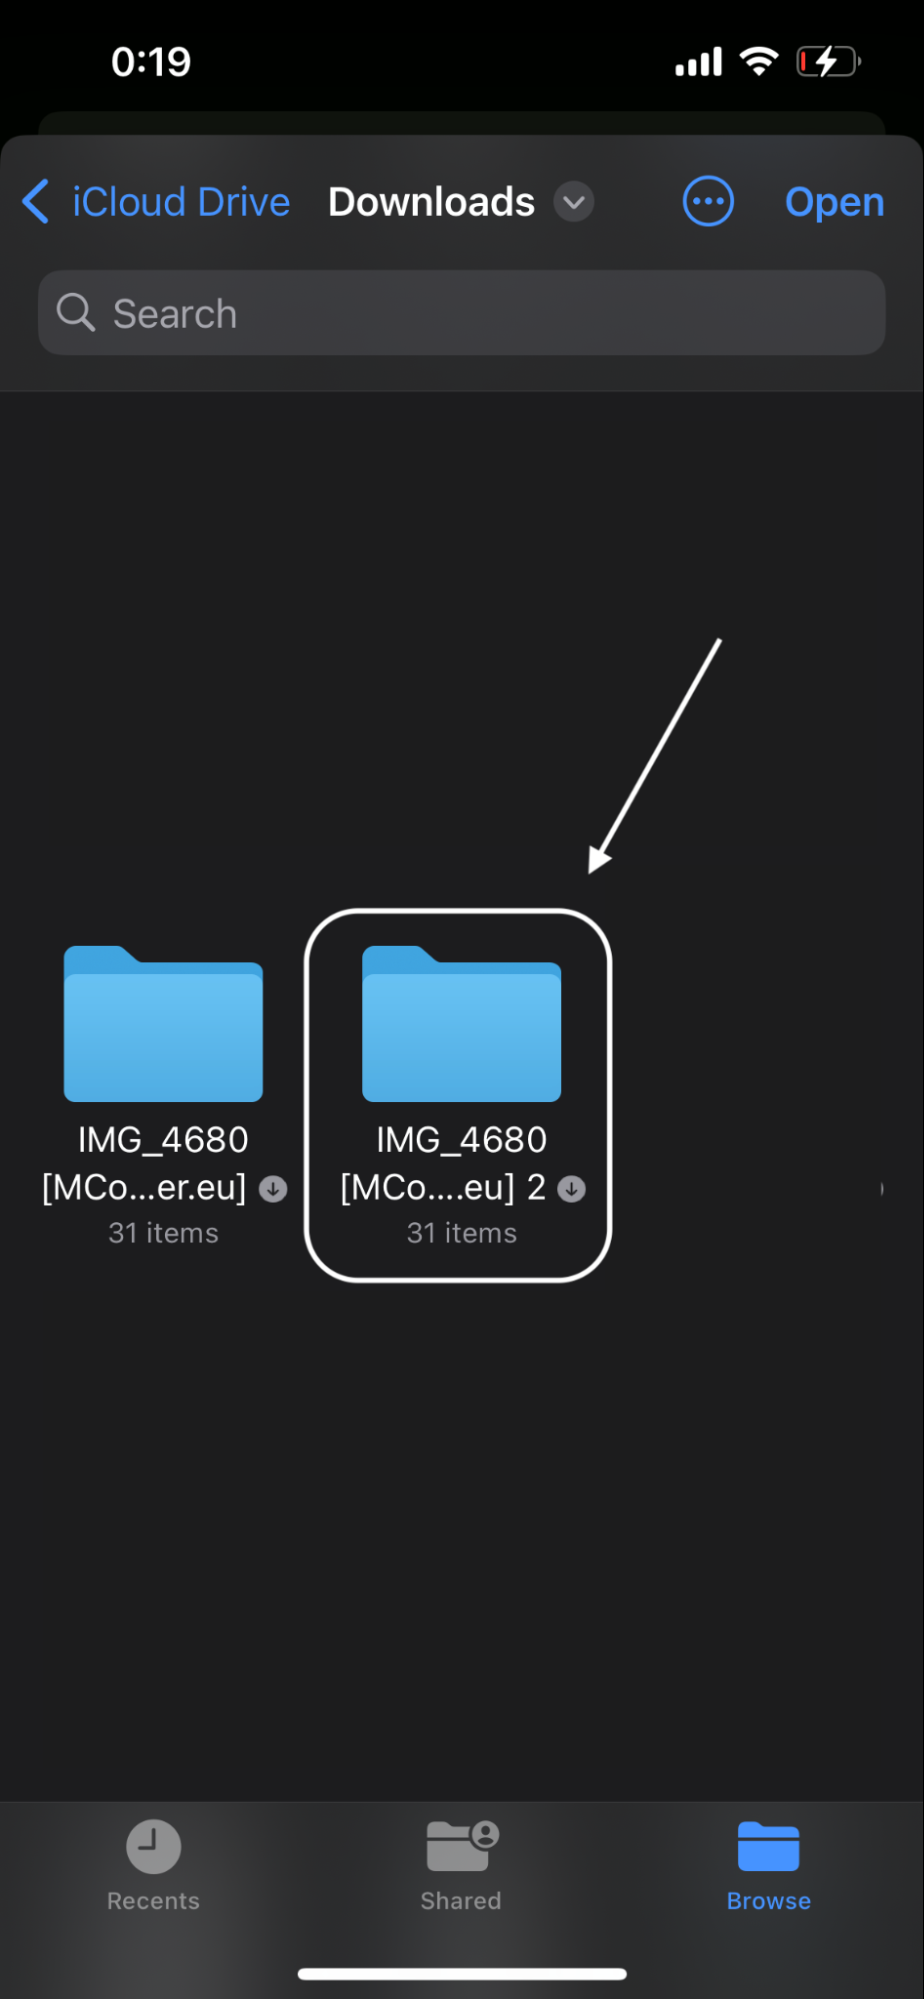 0:19
iCloud Drive Downloads Open
Search
IMG_4680
[MCo...er.eu]
31 items
IMG_4680
[MCo....eu] 2
31 items
Recents
Shared
Browse